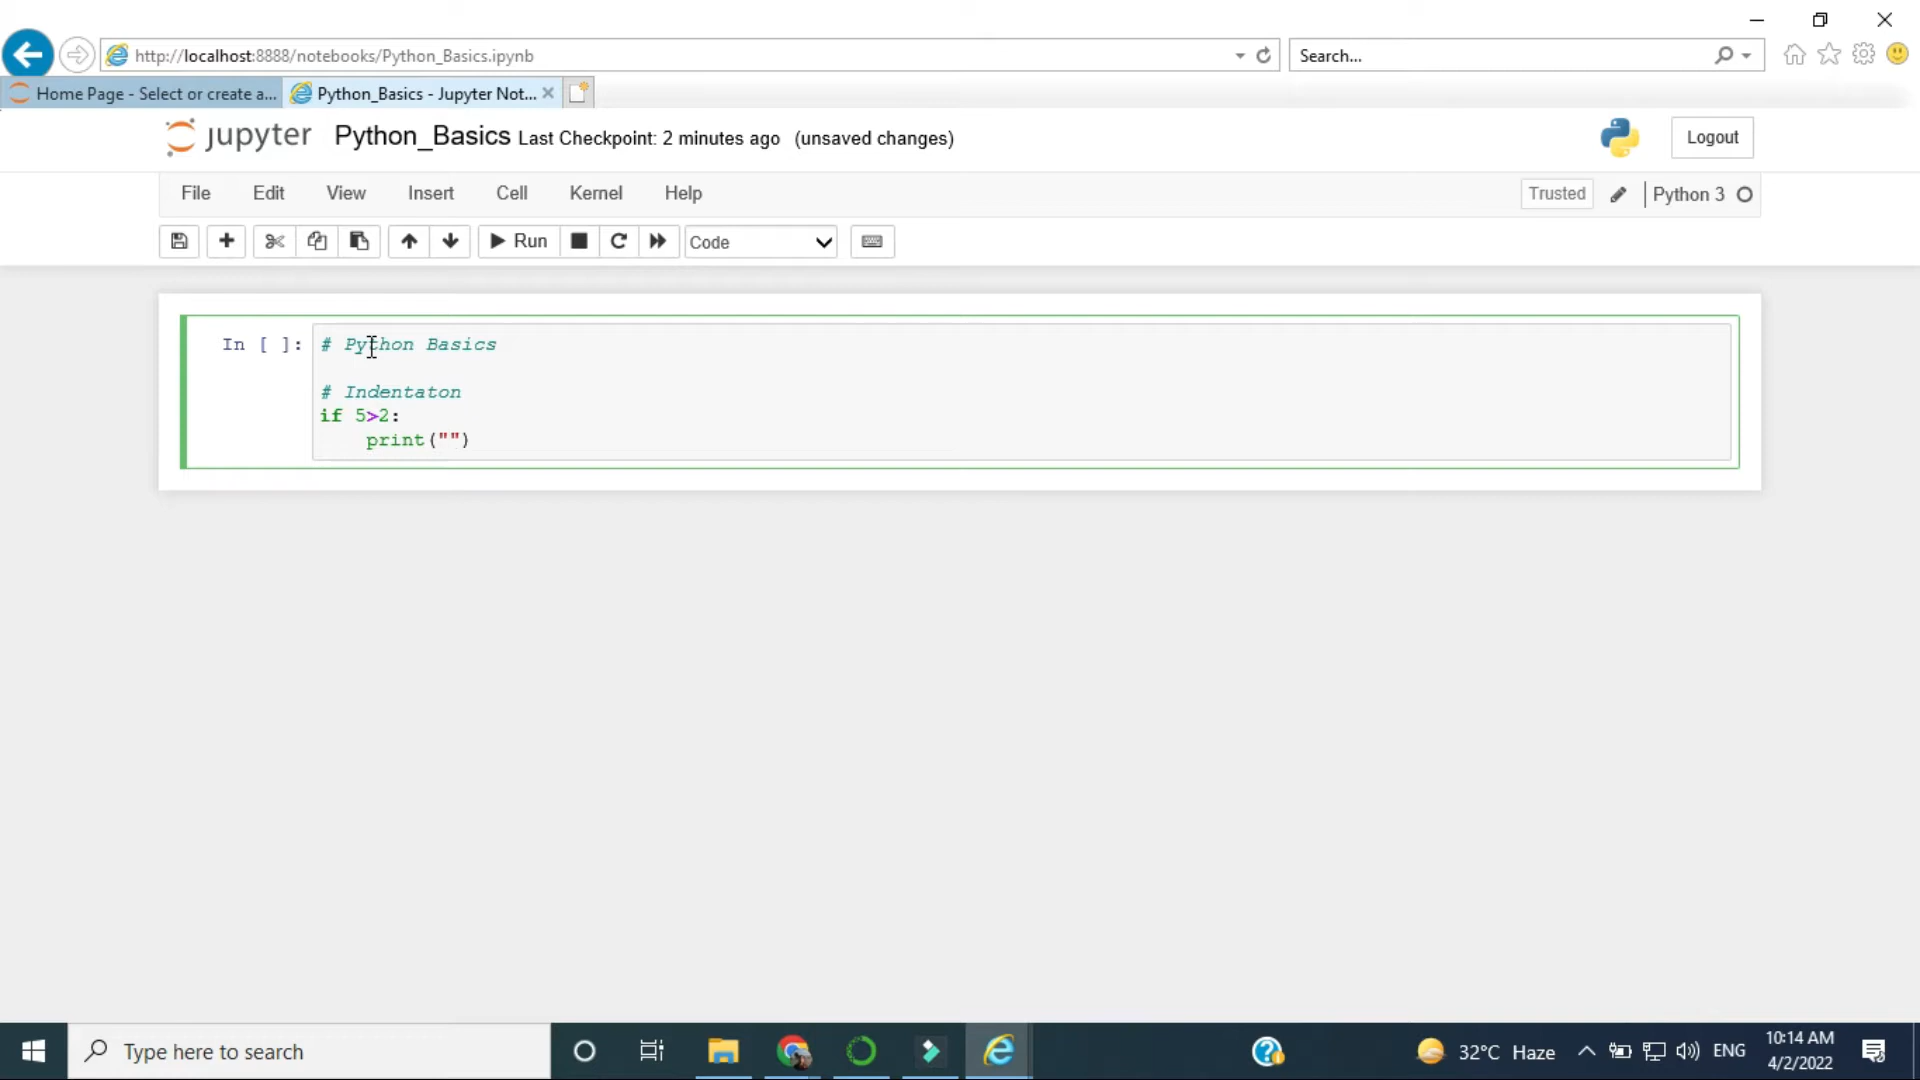 http://localhost:8888/notebooks/Python_Basics.ipynb
Search...
Home Page - Select or create a...
Python_Basics - Jupyter Not...
jupyter Python_Basics Last Checkpoint: 2 minutes ago (unsaved changes)
Logout
File Edit View Insert Cell Kernel Help
Trusted
Python 3
Run
Code
In [ ]:
# Python Basics
# Indentaton
if 5>2:
    print("")
Type here to search
32°C Haze
ENG
10:14 AM
4/2/2022